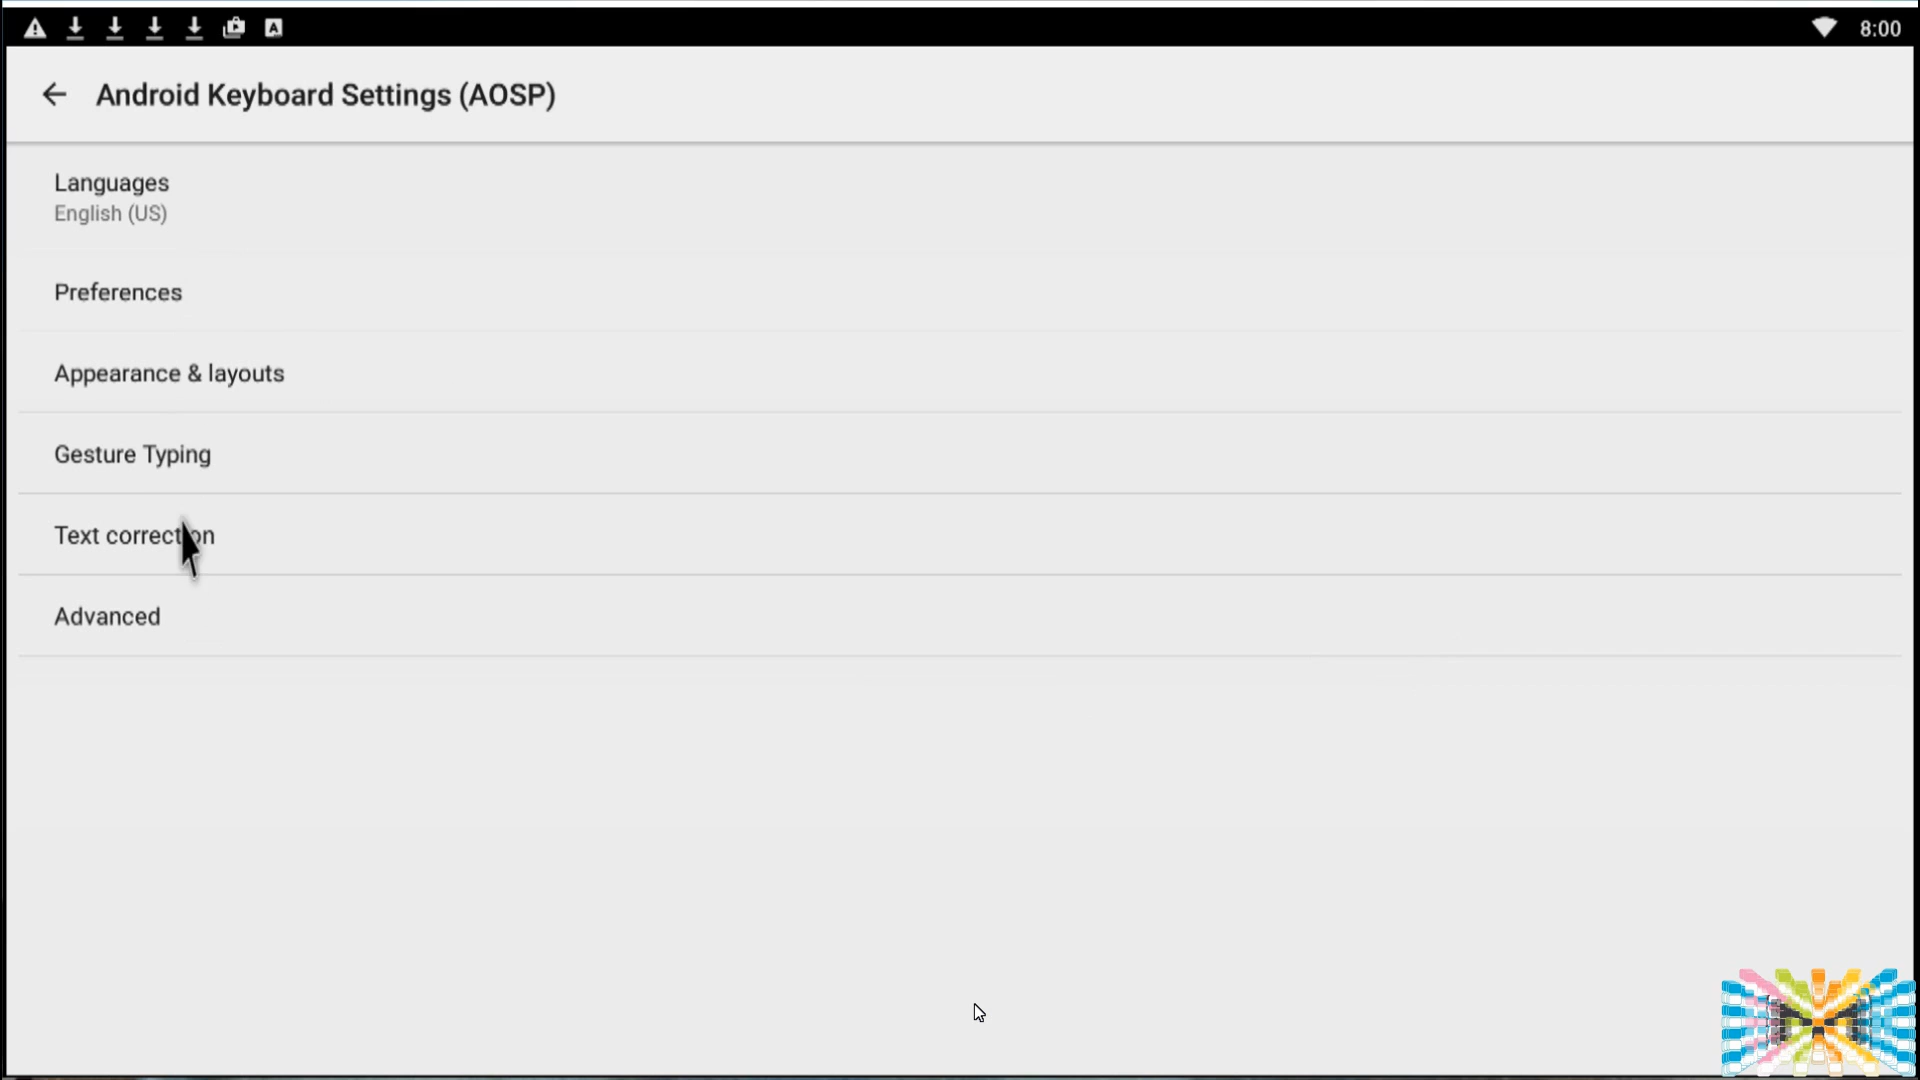 8:00
Android Keyboard Settings (AOSP)
Languages
English (US)
Preferences
Appearance & layouts
Gesture Typing
Text correction
Advanced